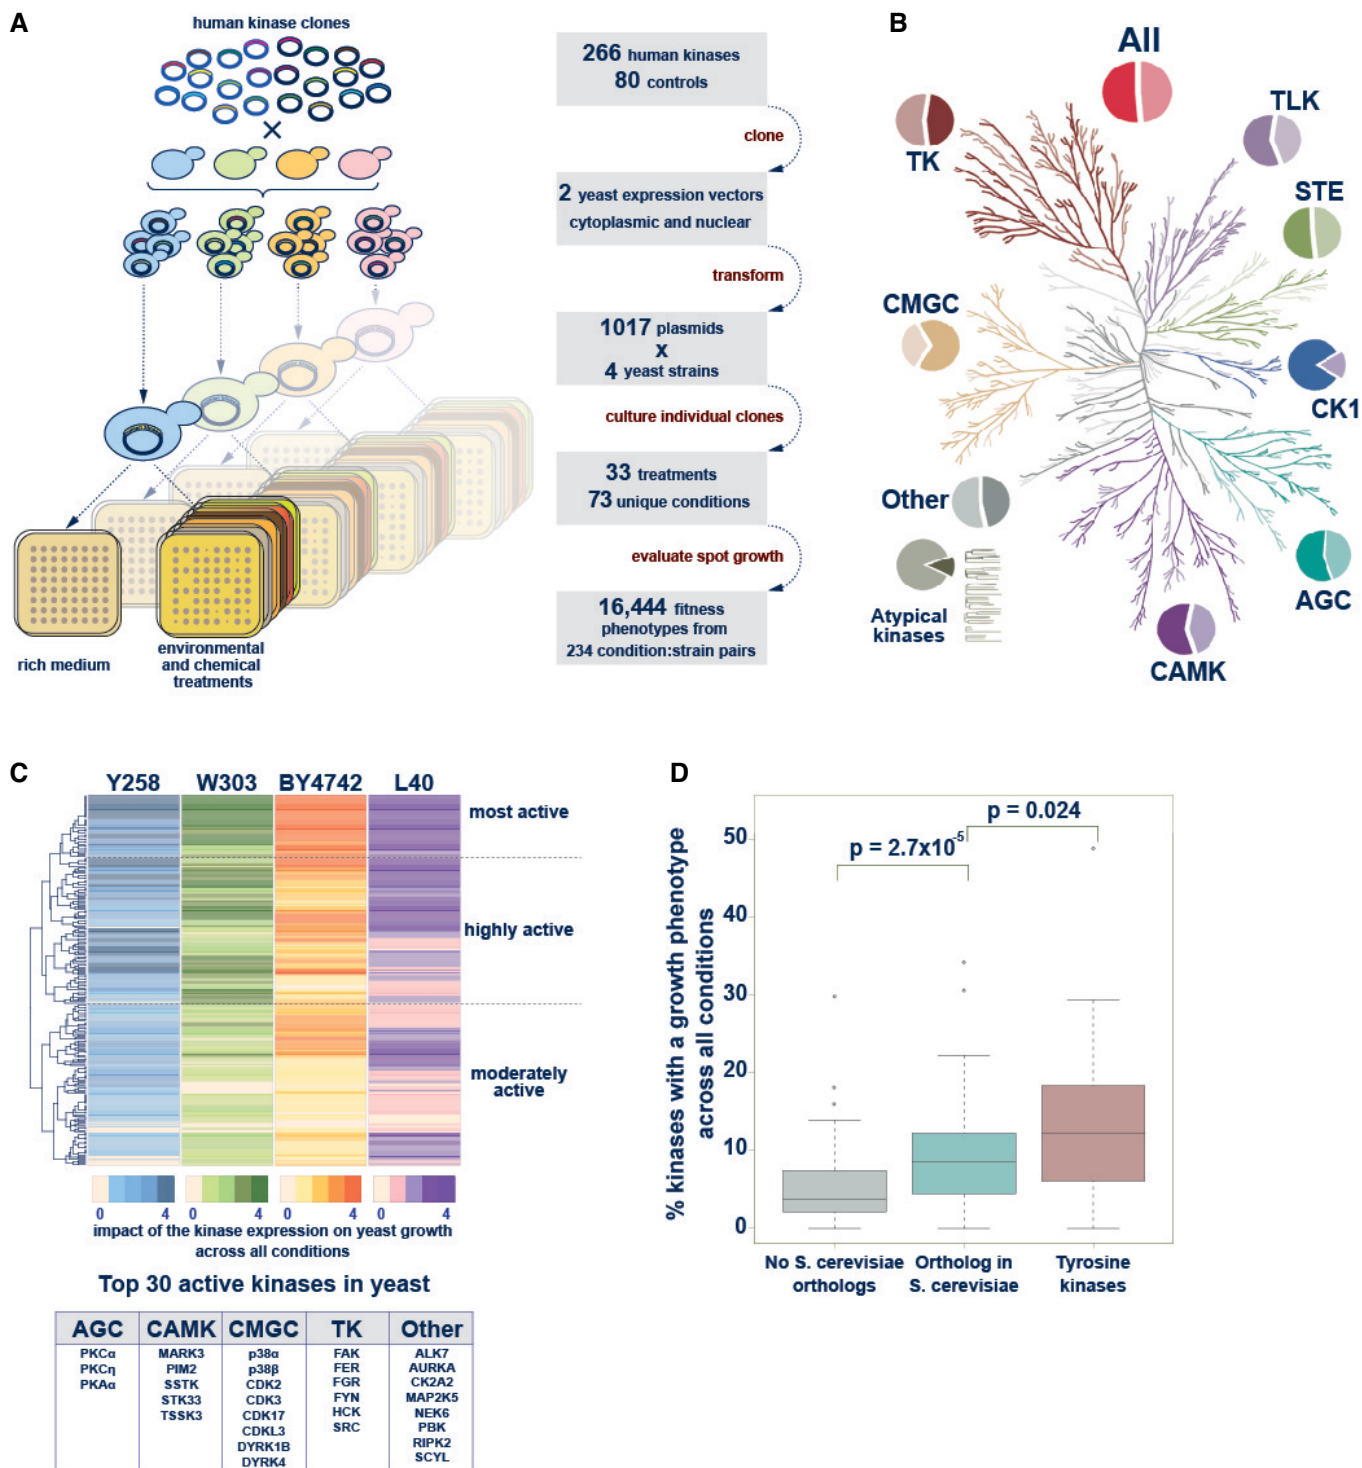 A
human kinase clones
×
rich medium
environmental
and chemical
treatments
266 human kinases
80 controls
clone
2 yeast expression vectors
cytoplasmic and nuclear
transform
1017 plasmids
x
4 yeast strains
culture individual clones
33 treatments
73 unique conditions
evaluate spot growth
16,444 fitness
phenotypes from
234 condition:strain pairs
B
All
TK
TLK
STE
CMGC
CK1
Other
AGC
Atypical
kinases
CAMK
C
Y258 W303 BY4742 L40
most active
highly active
moderately
active
0 4 0 4 0 4 0 4
impact of the kinase expression on yeast growth
across all conditions
Top 30 active kinases in yeast
AGC CAMK CMGC TK Other
PKCα MARK3 p38α FAK ALK7
PKCη PIM2 p38β FER AURKA
PKAα SSTK CDK2 FGR CK2A2
STK33 CDK3 FYN MAP2K5
TSSK3 CDK17 HCK NEK6
CDKL3 SRC PBK
DYRK1B RIPK2
DYRK4 SCYL
D
% kinases with a growth phenotype
across all conditions
50
40
30
20
10
0
p = 2.7x10-5
p = 0.024
No S. cerevisiae
orthologs
Ortholog in
S. cerevisiae
Tyrosine
kinases